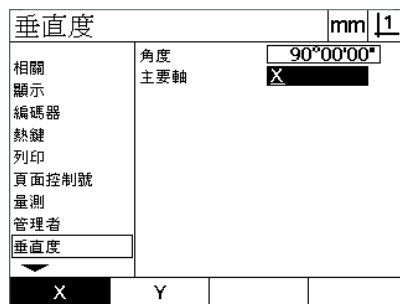 垂直度 mm 1
角度 90°00'00"
主要軸 X
相關
顯示
編碼器
熱鍵
列印
頁面控制號
量測
管理者
垂直度
X Y